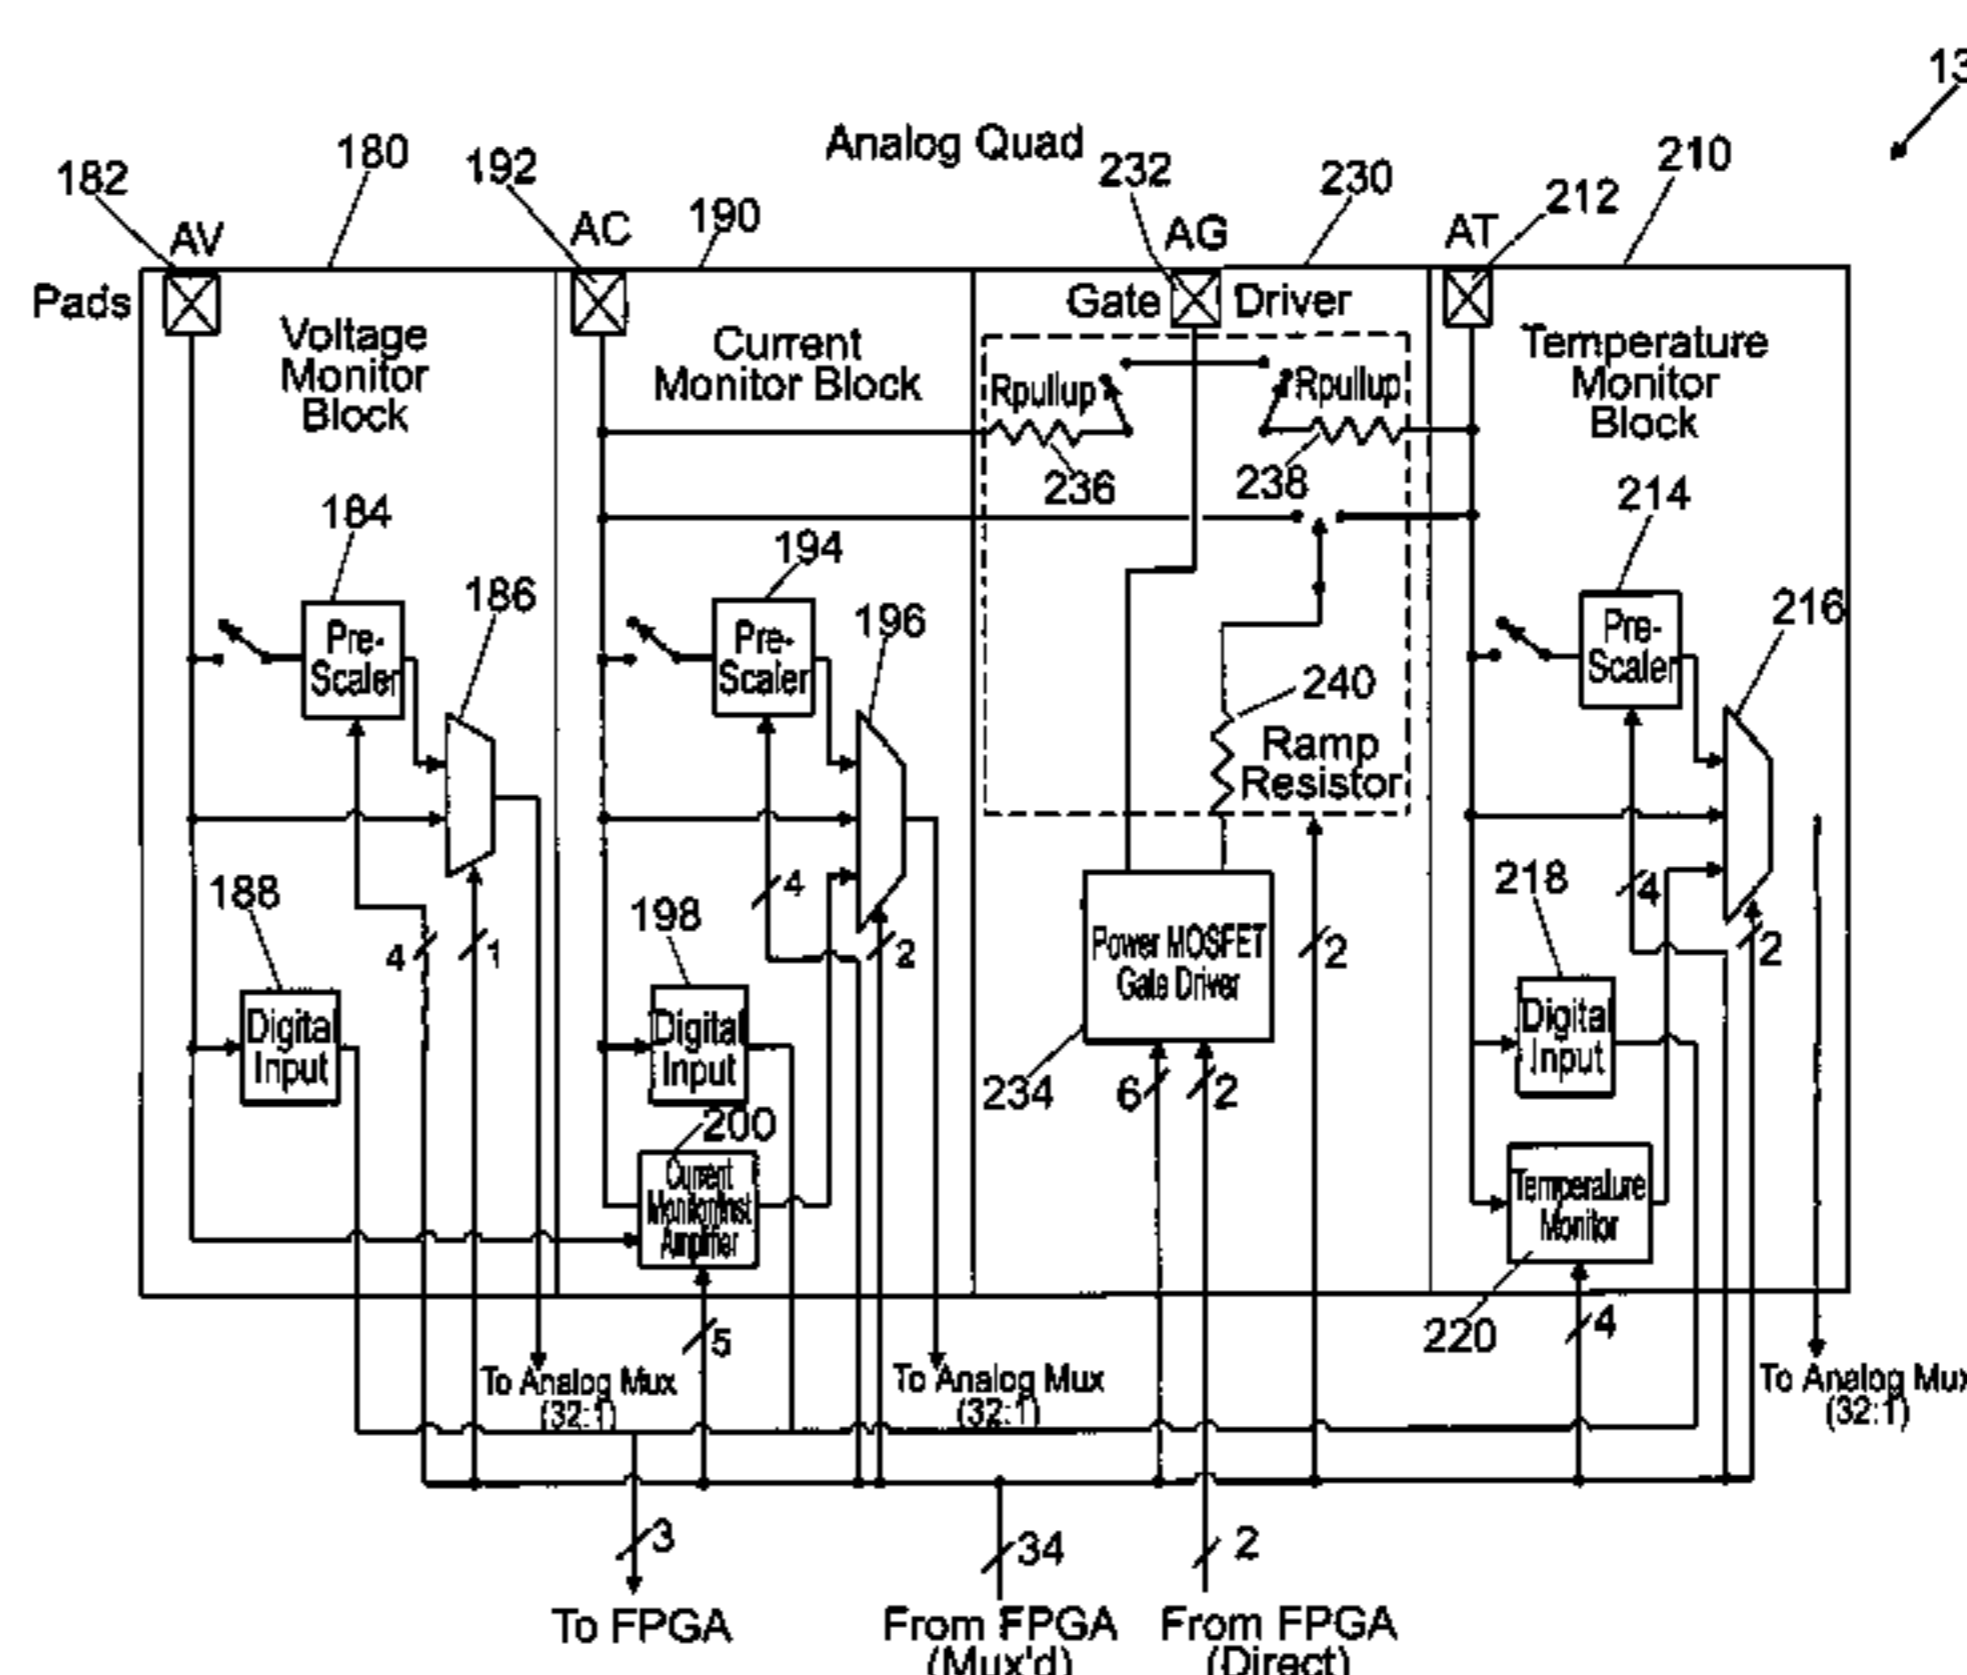 13
Analog Quad
182
180
192
190
232
230
212
210
AV
AC
AG
AT
Pads
Voltage
Monitor
Block
Current
Monitor Block
Gate
Driver
Temperature
Monitor
Block
Rpullup
Rpullup
236
238
184
Pre-
Scaler
186
194
Pre-
Scaler
196
240
Ramp
Resistor
214
Pre-
Scaler
216
188
Digital
Input
4
1
198
Digital
Input
4
2
200
Current
Monitor/Inst
Amplifier
Power MOSFET
Gate Driver
234
6
2
2
218
Digital
Input
4
2
Temperature
Monitor
220
4
5
To Analog Mux
(32:1)
To Analog Mux
(32:1)
To Analog Mux
(32:1)
3
34
2
To FPGA
From FPGA
(Mux'd)
From FPGA
(Direct)